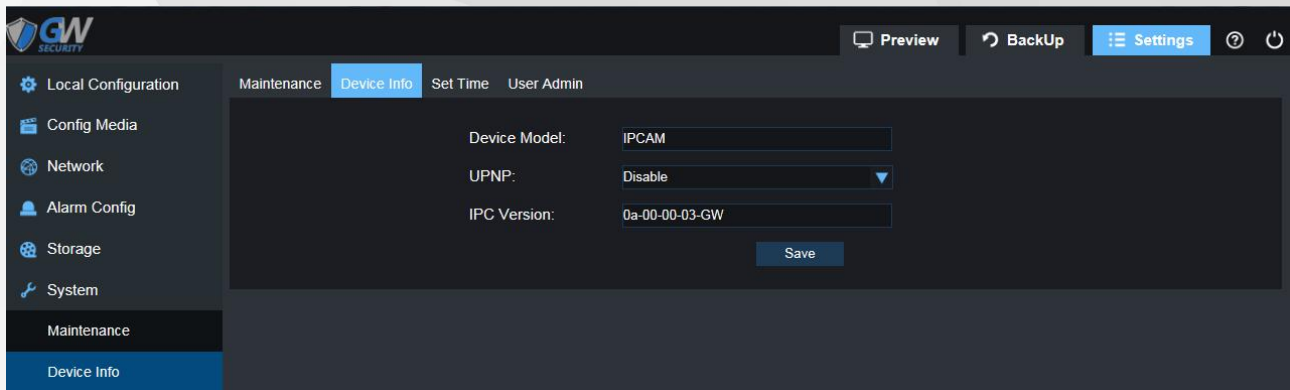 GW
SECURITY
Preview
BackUp
Settings
Local Configuration
Config Media
Network
Alarm Config
Storage
System
Maintenance
Device Info
Maintenance Device Info Set Time User Admin
Device Model: IPCAM
UPNP: Disable
IPC Version: 0a-00-00-03-GW
Save